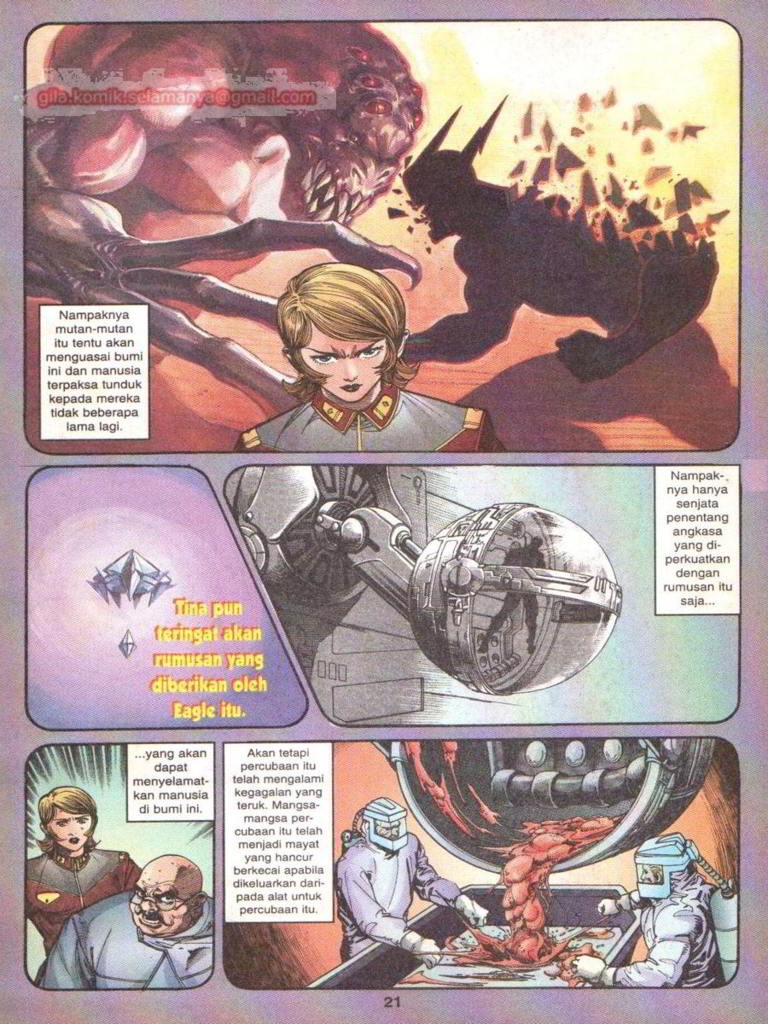 gila.komik.selamanya@gmail.com
Nampaknya
mutan-mutan
itu tentu akan
menguasai bumi
ini dan manusia
terpaksa tunduk
kepada mereka
tidak beberapa
lama lagi.
Tina pun
teringat akan
rumusan yang
diberikan oleh
Eagle itu.
Nampak-
nya hanya
senjata
penentang
angkasa
yang di-
perkuatkan
dengan
rumusan itu
saja...
...yang akan
dapat
menyelamat-
kan manusia
di bumi ini.
Akan tetapi
percubaan itu
telah mengalami
kegagalan yang
teruk. Mangsa-
mangsa per-
cubaan itu telah
menjadi mayat
yang hancur
berkecai apabila
dikeluarkan dari-
pada alat untuk
percubaan itu.
21